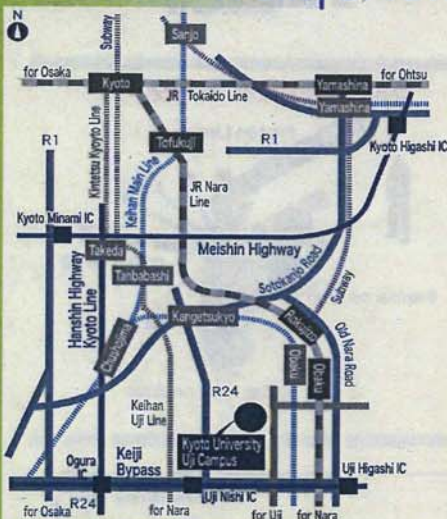 N
Subway
Sanjo
for Osaka
Kyoto
JR Tokaido Line
Yamashina
for Ohtsu
Yamashina
Kyoto Higashi IC
R1
Kintetsu Kyoyto Line
Tofukuji
R1
Keihan Main Line
JR Nara
Line
Kyoto Minami IC
Meishin Highway
Takeda
Tanbabashi
Sotokanjo Road
Subway
Hanshin Highway
Kyoto Line
Chushojima
Kangetsukyo
Rokujizo
Old Nara Road
Obaku
Obaku
Keihan
Uji Line
R24
Kyoto University
Uji Campus
Ogura
IC
Keiji
Bypass
Uji Nishi IC
Uji Higashi IC
R24
for Osaka
for Nara
for Uji
for Nara